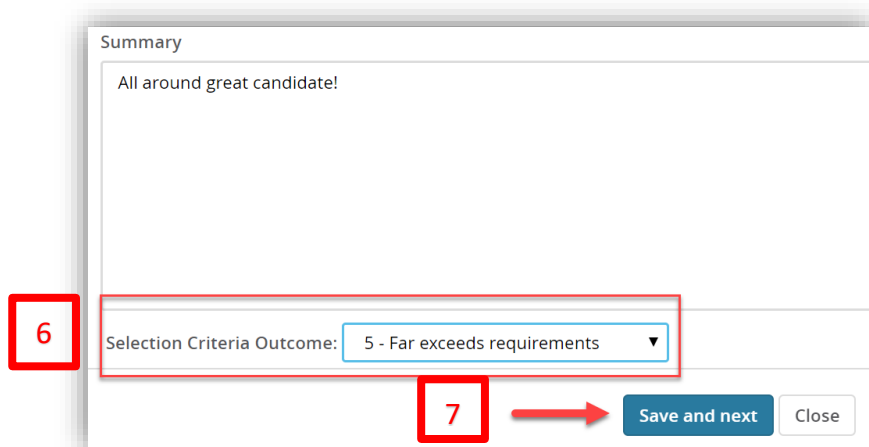 Summary
All around great candidate!
6
Selection Criteria Outcome: 5 - Far exceeds requirements
7 Save and next Close